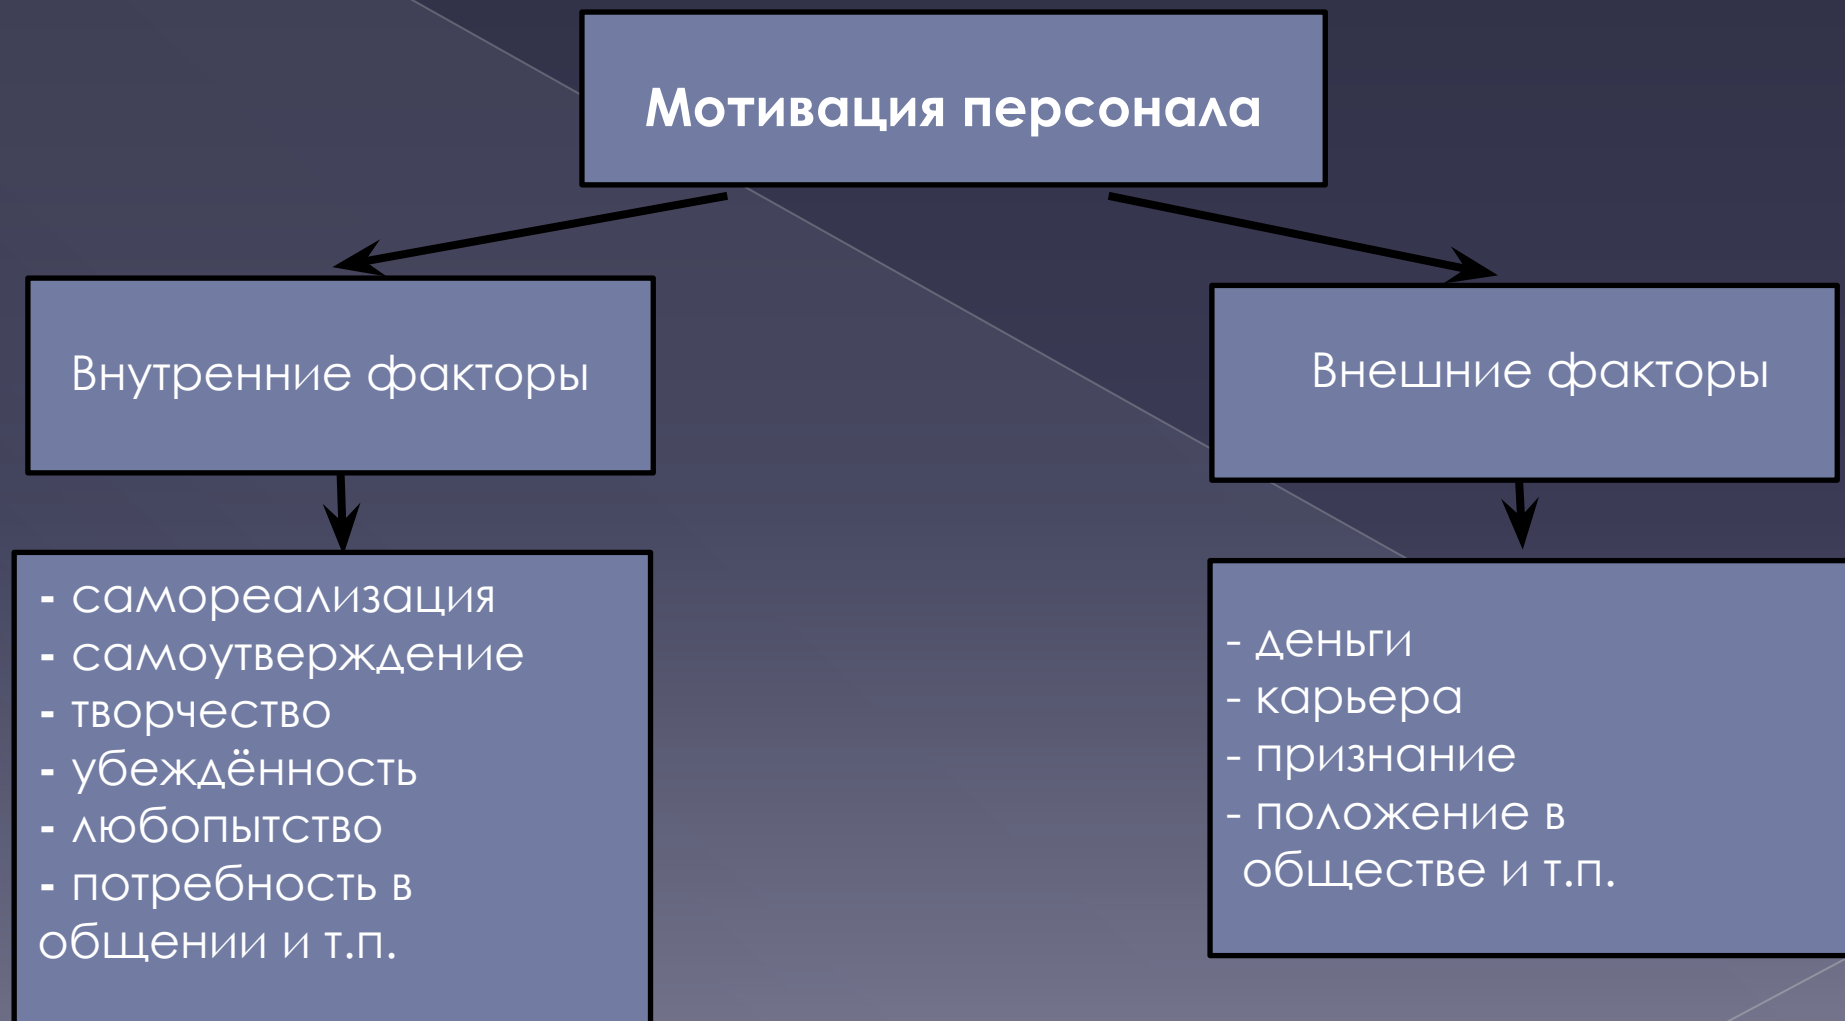 Мотивация персонала
Внутренние факторы
Внешние факторы
- самореализация
- самоутверждение
- творчество
- убеждённость
- любопытство
- потребность в
общении и т.п.
- деньги
- карьера
- признание
- положение в
обществе и т.п.